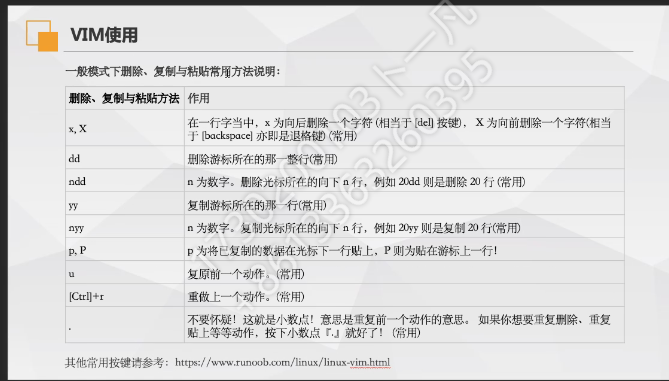 VIM使用
一般模式下删除、复制与粘贴常用方法说明：
删除、复制与粘贴方法 作用
x, X 在一行字当中，x 为向后删除一个字符 (相当于 [del] 按键)， X 为向前删除一个字符(相当
于 [backspace] 亦即是退格键) (常用)
dd 删除游标所在的那一整行(常用)
ndd n 为数字。删除光标所在的向下 n 行，例如 20dd 则是删除 20 行 (常用)
yy 复制游标所在的那一行(常用)
nyy n 为数字。复制光标所在的向下 n 行，例如 20yy 则是复制 20 行(常用)
p, P p 为将已复制的数据在光标下一行贴上，P 则为贴在游标上一行！
u 复原前一个动作。(常用)
[Ctrl]+r 重做上一个动作。(常用)
. 不要怀疑！这就是小数点！意思是重复前一个动作的意思。 如果你想要重复删除、重复
贴上等等动作，按下小数点『.』就好了！ (常用)
其他常用按键请参考：https://www.runoob.com/linux/linux-vim.html